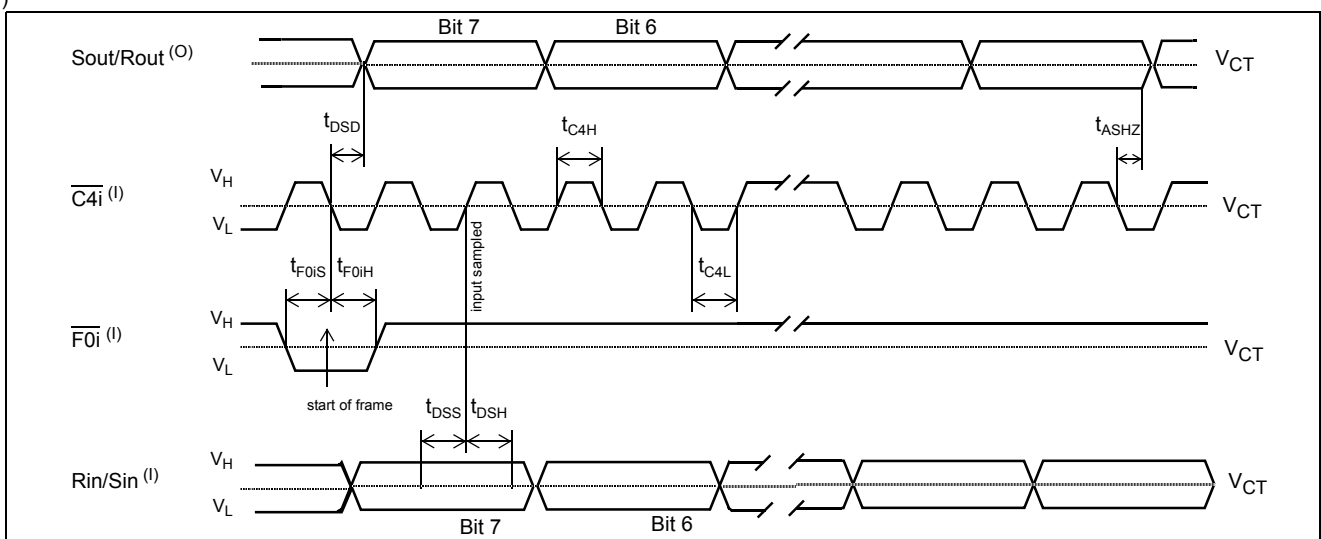 )
Bit 7 Bit 6
Sout/Rout (O) VCT
tDSD tC4H tASHZ
VH
C4i (I) VCT
VL
input sampled
tF0iS tF0iH tC4L
VH
F0i (I) VCT
VL
start of frame
tDSS tDSH
VH
Rin/Sin (I) VCT
VL
Bit 7 Bit 6